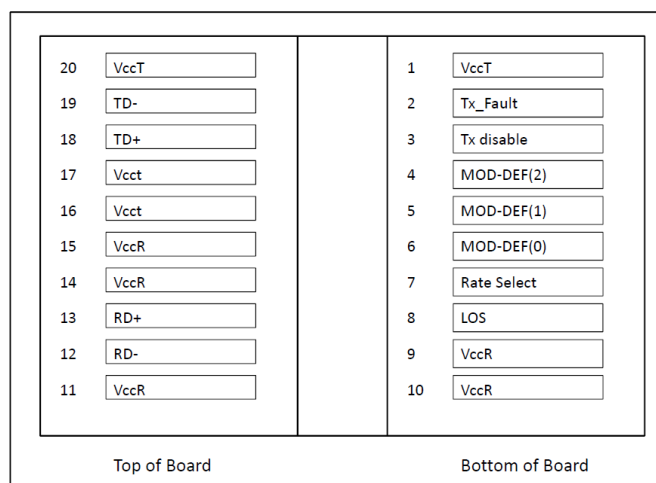 20 VccT 1 VccT
19 TD- 2 Tx_Fault
18 TD+ 3 Tx disable
17 Vcct 4 MOD-DEF(2)
16 Vcct 5 MOD-DEF(1)
15 VccR 6 MOD-DEF(0)
14 VccR 7 Rate Select
13 RD+ 8 LOS
12 RD- 9 VccR
11 VccR 10 VccR
Top of Board Bottom of Board